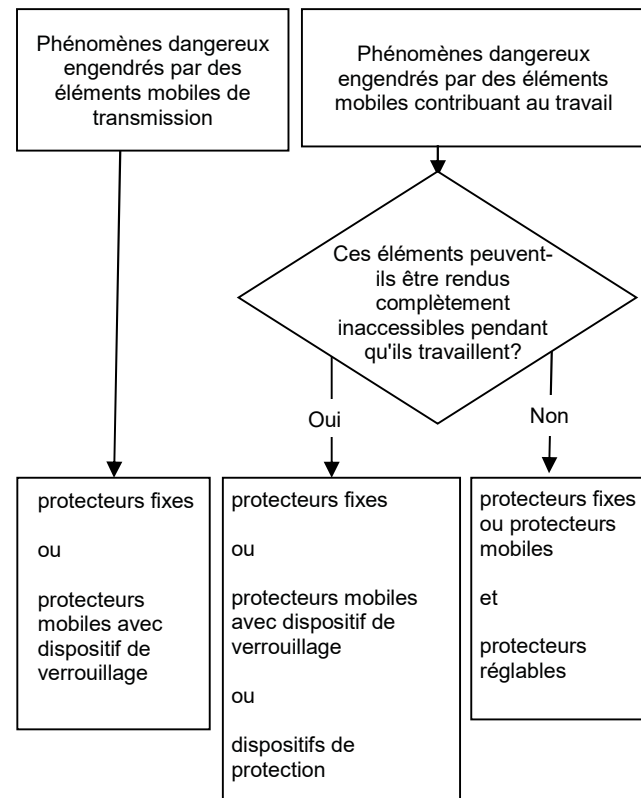 Phénomènes dangereux
engendrés par des
éléments mobiles de
transmission
Phénomènes dangereux
engendrés par des éléments
mobiles contribuant au travail
Ces éléments peuvent-
ils être rendus
complètement
inaccessibles pendant
qu'ils travaillent?
Oui
Non
protecteurs fixes
ou
protecteurs
mobiles avec
dispositif de
verrouillage
protecteurs fixes
ou
protecteurs mobiles
avec dispositif de
verrouillage
ou
dispositifs de
protection
protecteurs fixes
ou protecteurs
mobiles
et
protecteurs
réglables